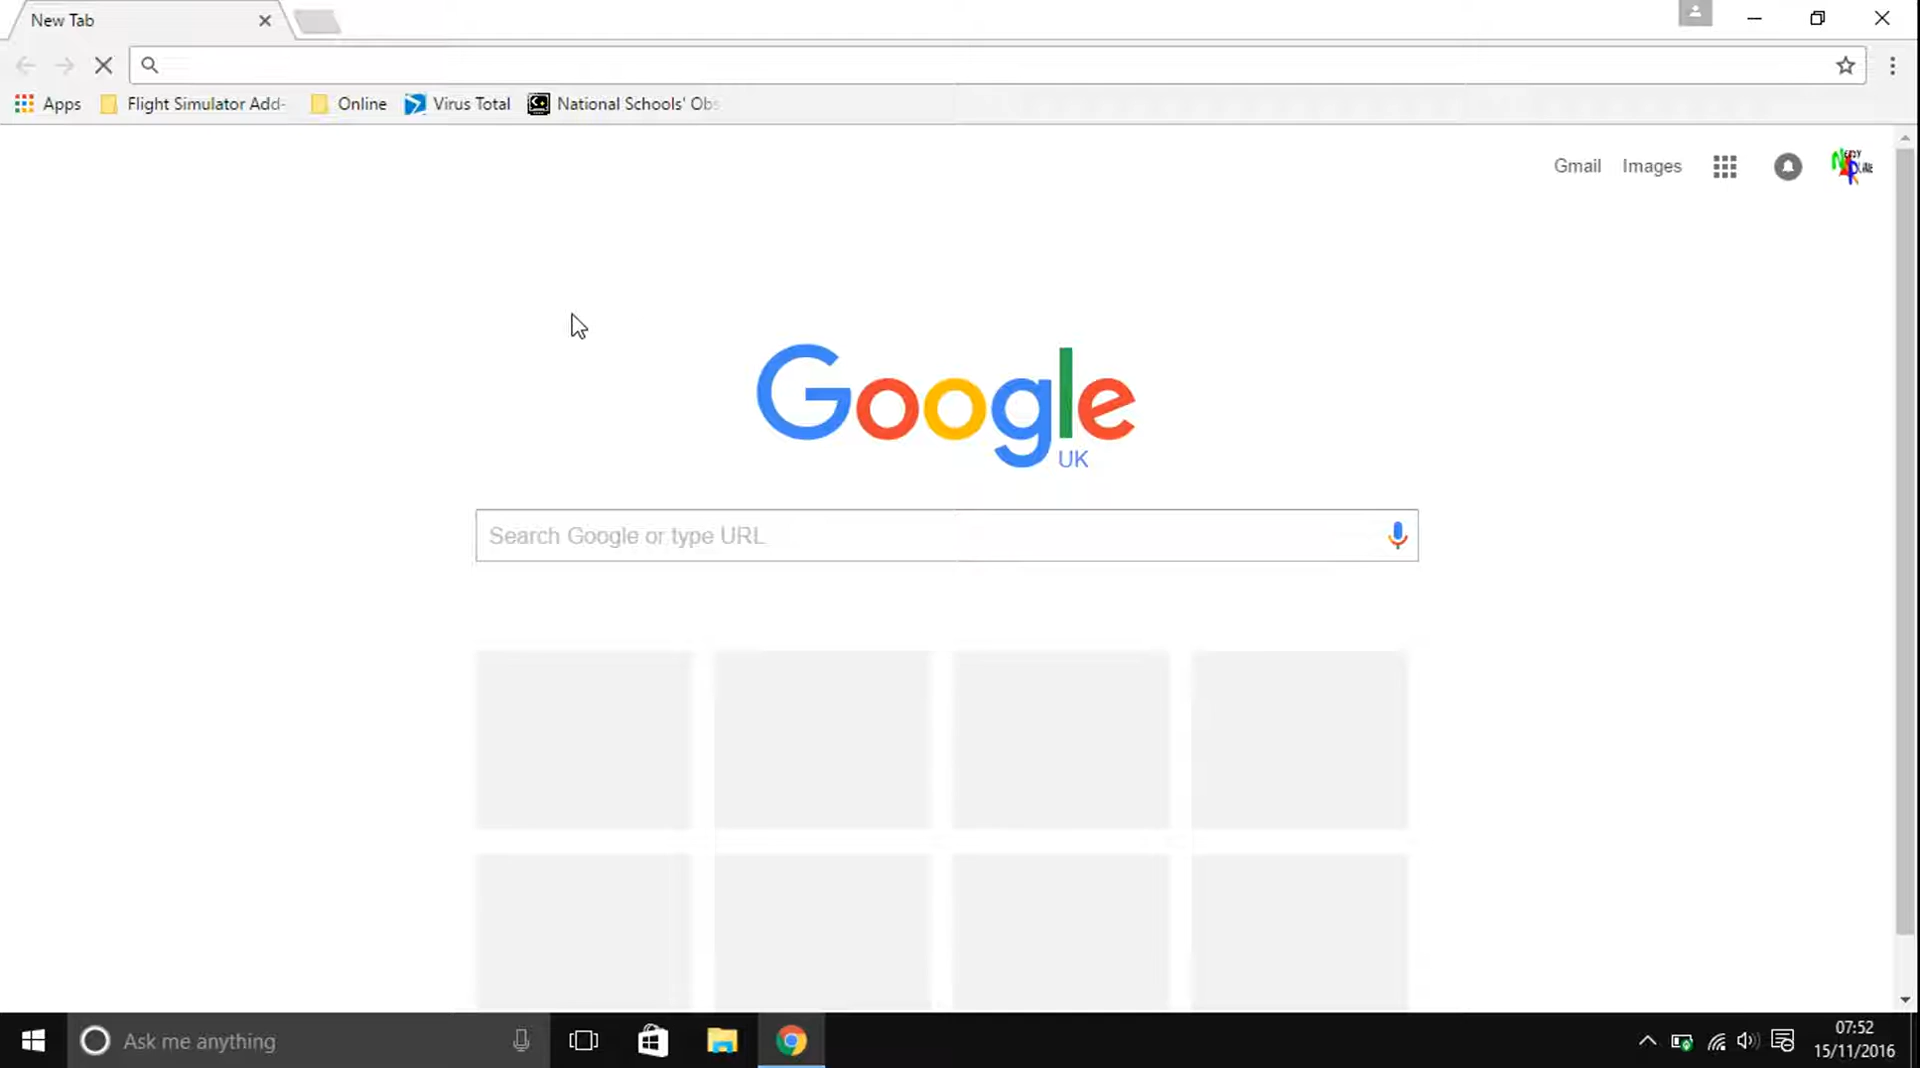 New Tab
Apps Flight Simulator Add- Online Virus Total National Schools' Obs
Gmail Images
Google
UK
Search Google or type URL
Ask me anything
07:52
15/11/2016